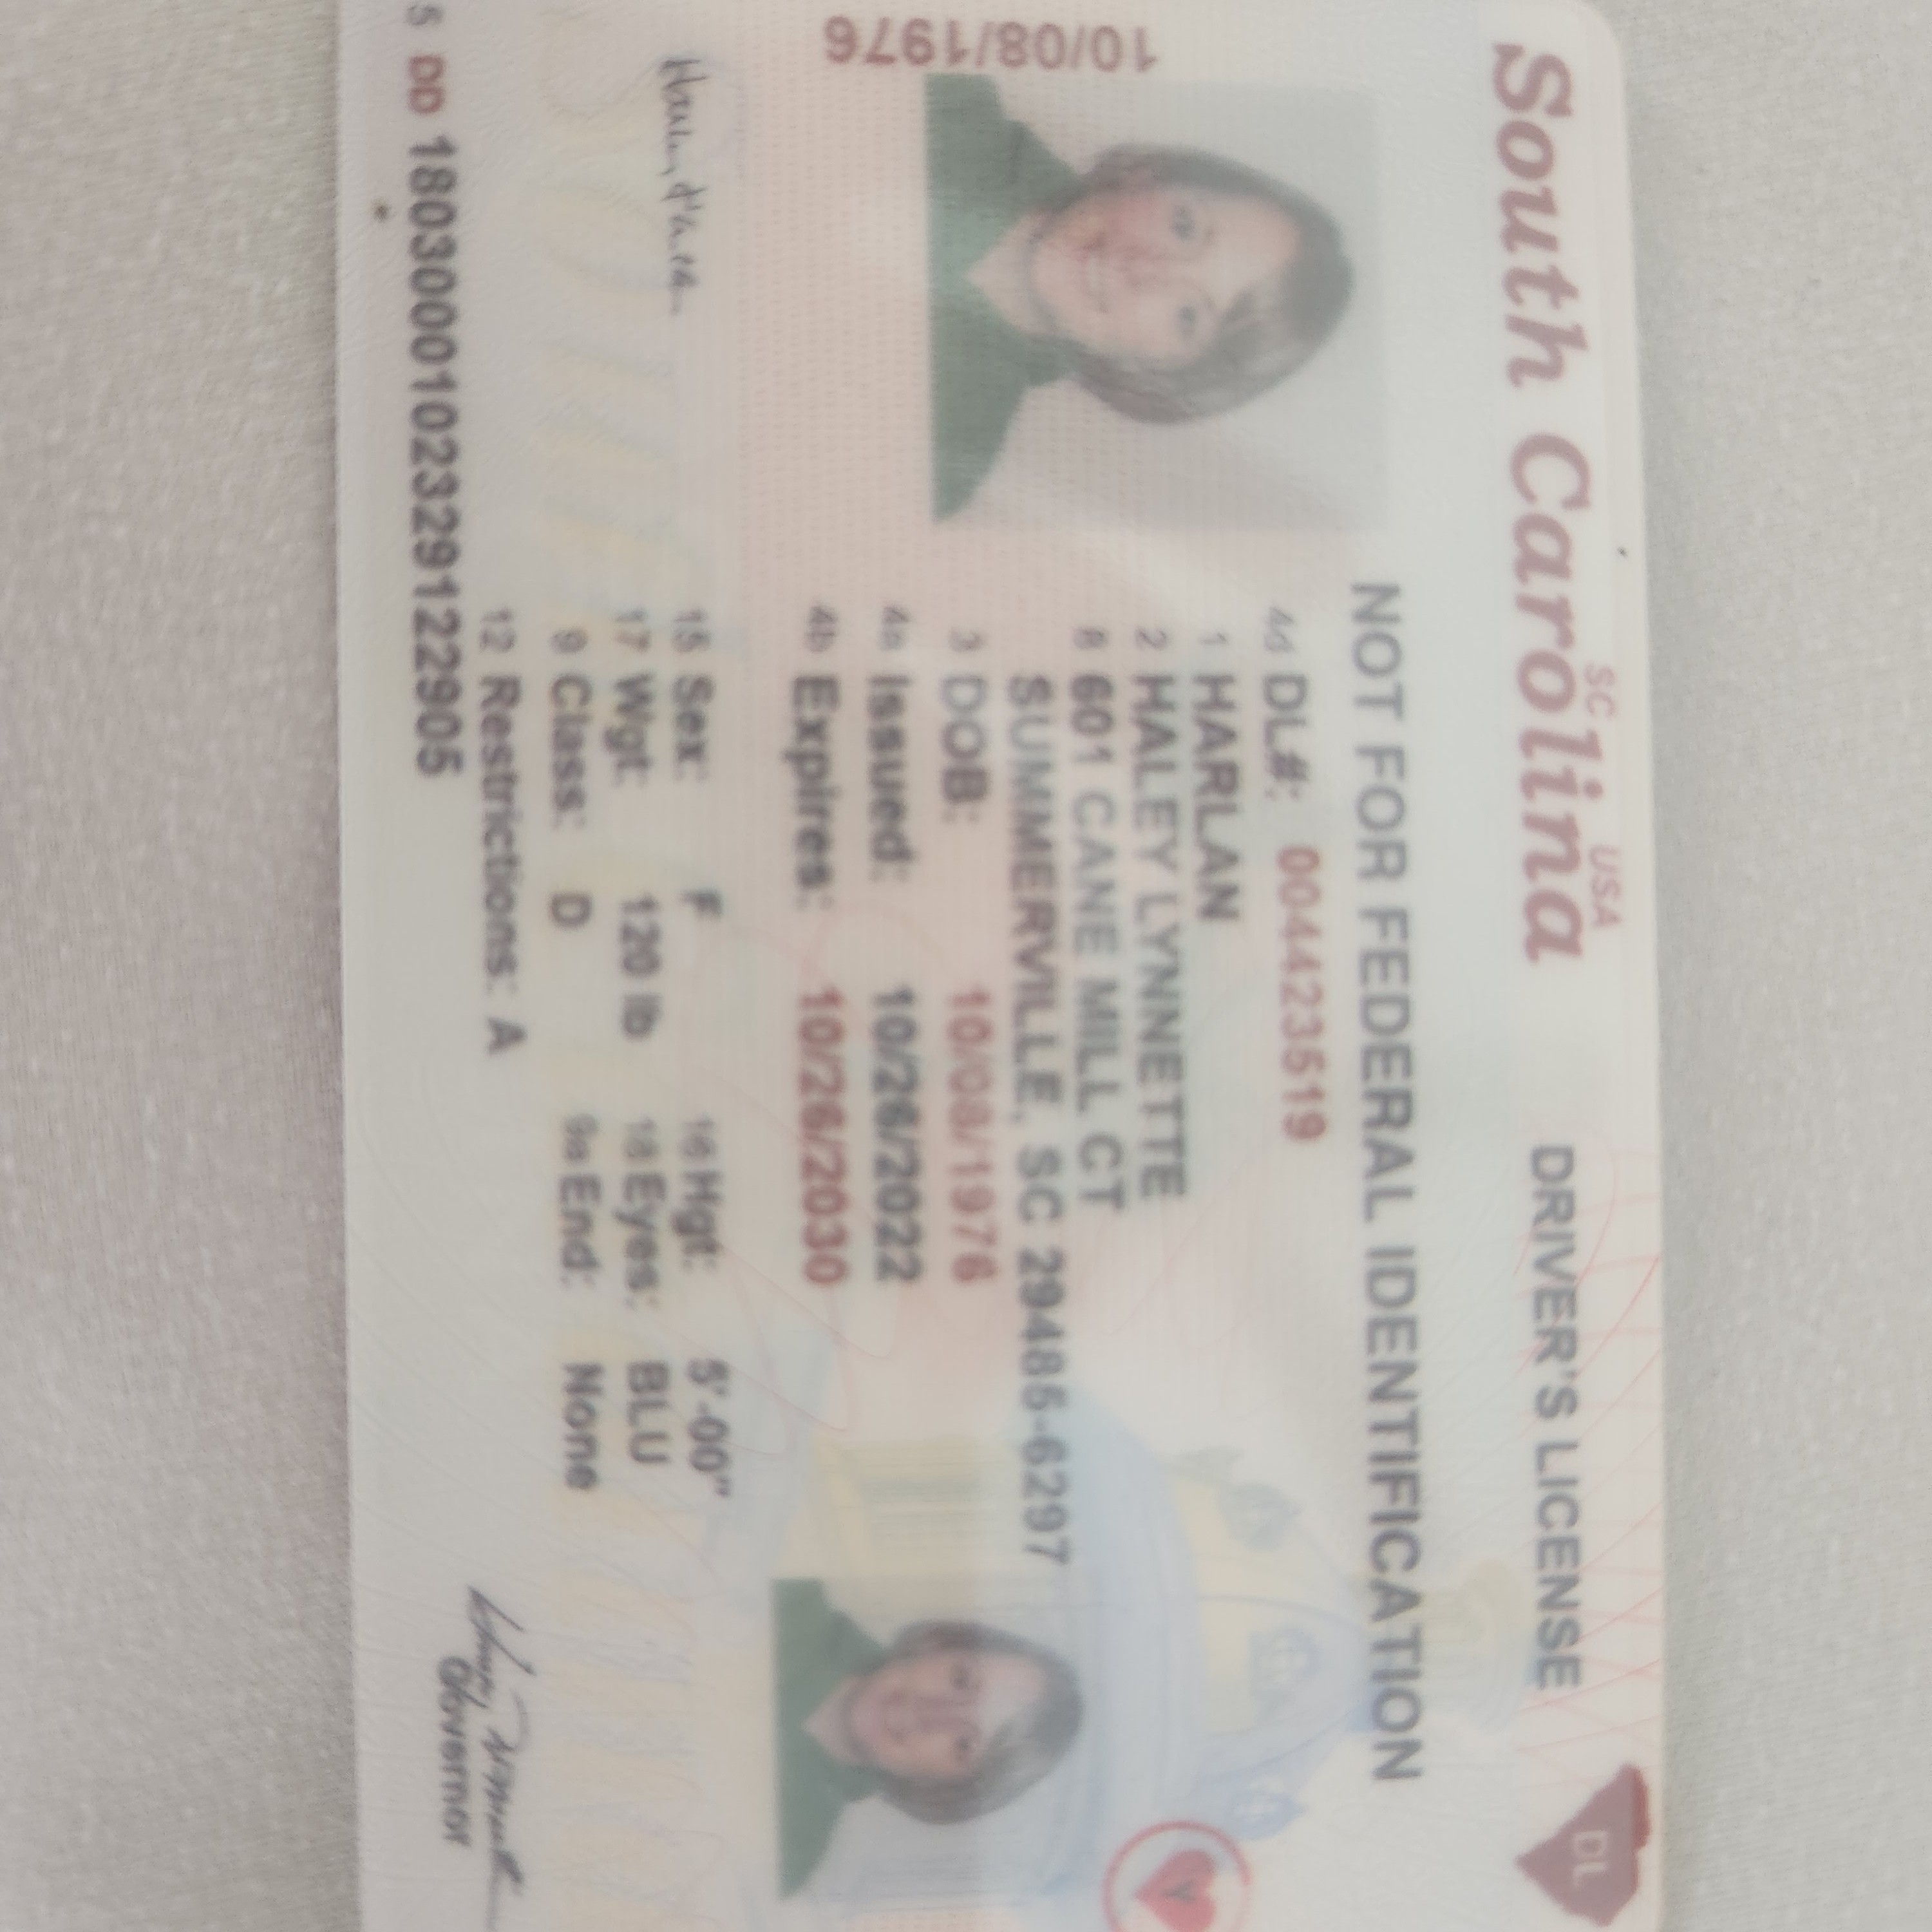 South Carolina
SC USA
DRIVER'S LICENSE
DL
NOT FOR FEDERAL IDENTIFICATION
10/08/1976
4d DL#: 004423519
1 HARLAN
2 HALEY LYNNETTE
8 601 CANE MILL CT
SUMMERVILLE, SC 29485-6297
3 DOB: 10/08/1976
4a Issued: 10/26/2022
4b Expires: 10/26/2030
15 Sex: F 16 Hgt: 5'-00"
17 Wgt: 120 lb 18 Eyes: BLU
9 Class: D 9a End: None
12 Restrictions: A
5 DD 18030001023291222905
Governor
Y